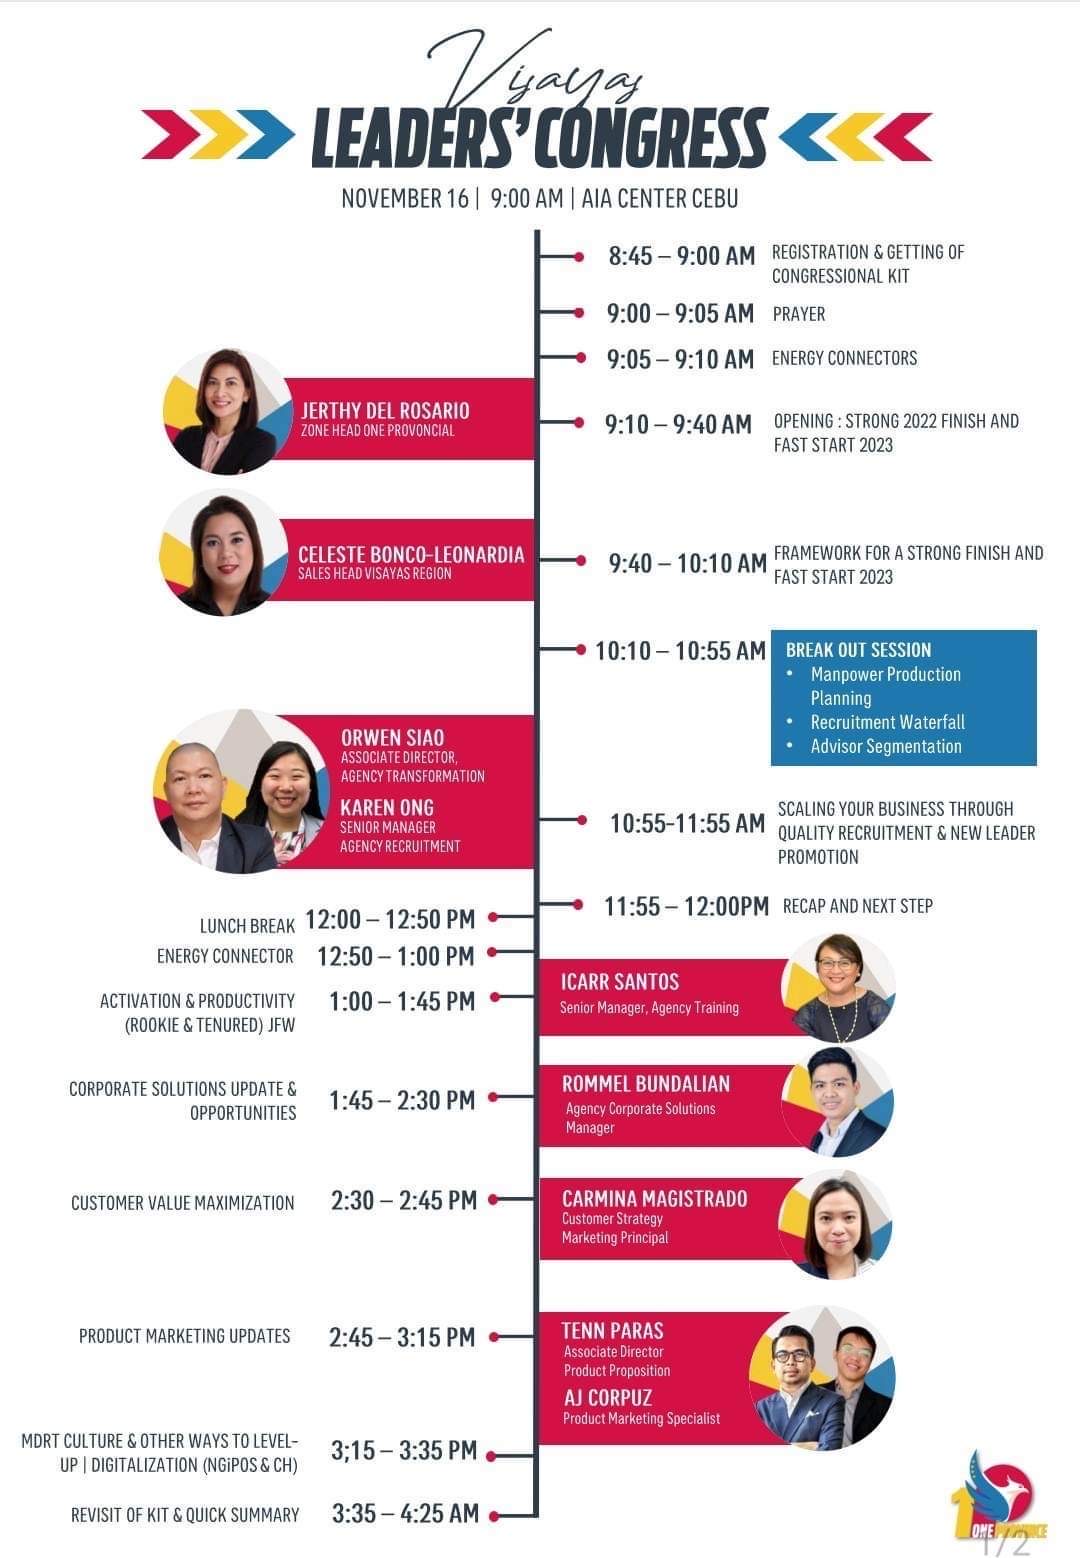 Visayas
LEADERS' CONGRESS
NOVEMBER 16 | 9:00 AM | AIA CENTER CEBU
8:45 – 9:00 AM
REGISTRATION & GETTING OF
CONGRESSIONAL KIT
9:00 – 9:05 AM
PRAYER
9:05 – 9:10 AM
ENERGY CONNECTORS
JERTHY DEL ROSARIO
ZONE HEAD ONE PROVONCIAL
9:10 – 9:40 AM
OPENING : STRONG 2022 FINISH AND
FAST START 2023
CELESTE BONCO-LEONARDIA
SALES HEAD VISAYAS REGION
9:40 – 10:10 AM
FRAMEWORK FOR A STRONG FINISH AND
FAST START 2023
10:10 – 10:55 AM
BREAK OUT SESSION
• Manpower Production
Planning
• Recruitment Waterfall
• Advisor Segmentation
ORWEN SIAO
ASSOCIATE DIRECTOR,
AGENCY TRANSFORMATION
KAREN ONG
SENIOR MANAGER
AGENCY RECRUITMENT
10:55-11:55 AM
SCALING YOUR BUSINESS THROUGH
QUALITY RECRUITMENT & NEW LEADER
PROMOTION
11:55 – 12:00PM
RECAP AND NEXT STEP
LUNCH BREAK
12:00 – 12:50 PM
ENERGY CONNECTOR
12:50 – 1:00 PM
ACTIVATION & PRODUCTIVITY
(ROOKIE & TENURED) JFW
1:00 – 1:45 PM
ICARR SANTOS
Senior Manager, Agency Training
CORPORATE SOLUTIONS UPDATE &
OPPORTUNITIES
1:45 – 2:30 PM
ROMMEL BUNDALIAN
Agency Corporate Solutions
Manager
CUSTOMER VALUE MAXIMIZATION
2:30 – 2:45 PM
CARMINA MAGISTRADO
Customer Strategy
Marketing Principal
PRODUCT MARKETING UPDATES
2:45 – 3:15 PM
TENN PARAS
Associate Director
Product Proposition
AJ CORPUZ
Product Marketing Specialist
MDRT CULTURE & OTHER WAYS TO LEVEL-
UP | DIGITALIZATION (NGiPOS & CH)
3;15 – 3:35 PM
REVISIT OF KIT & QUICK SUMMARY
3:35 – 4:25 AM
1
ONE
1/2